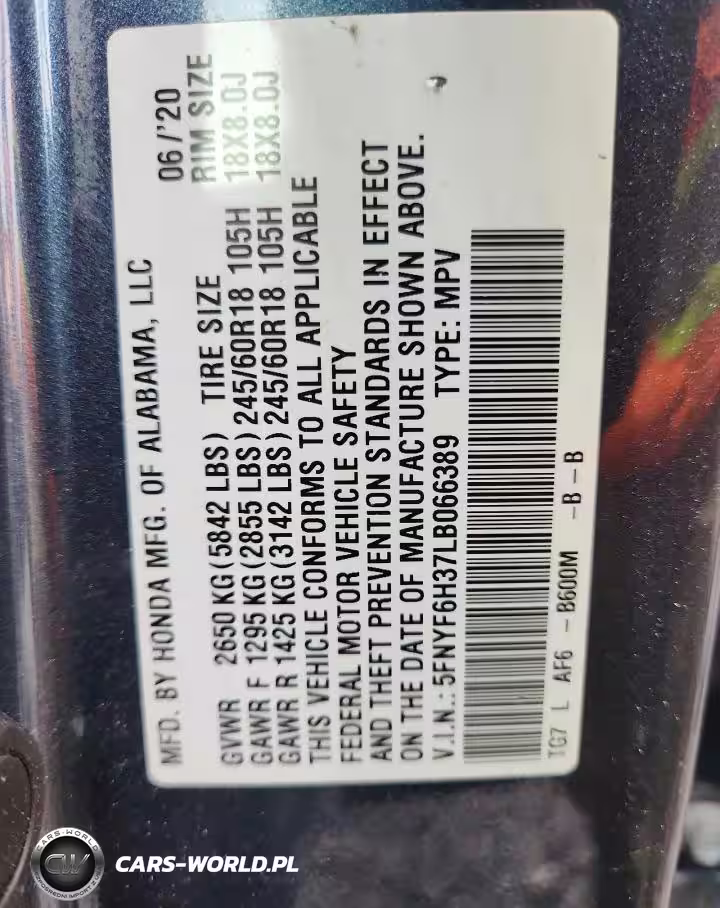 MFD. BY HONDA MFG. OF ALABAMA, LLC 06/'20
TIRE SIZE RIM SIZE
GVWR 2650 KG(5842 LBS)
GAWR F 1295 KG(2855 LBS)245/60R18 105H 18X8.0J
GAWR R 1425 KG(3142 LBS)245/60R18 105H 18X8.0J
THIS VEHICLE CONFORMS TO ALL APPLICABLE
FEDERAL MOTOR VEHICLE SAFETY
AND THEFT PREVENTION STANDARDS IN EFFECT
ON THE DATE OF MANUFACTURE SHOWN ABOVE.
V.I.N.: 5FNYF6H37LB066389 TYPE: MPV
TG7 L AF6 -B600M -B -B
CARS-WORLD
CW
CARS-WORLD.PL